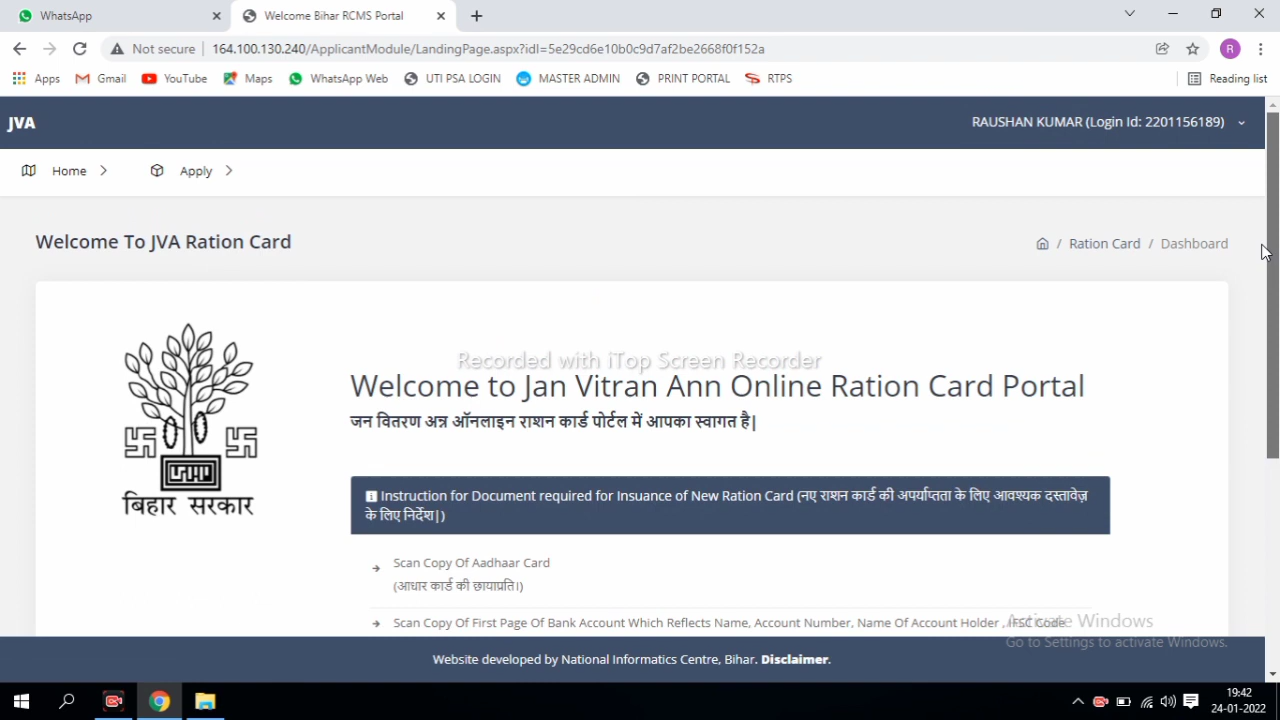 WhatsApp
Welcome Bihar RCMS Portal
Not secure
164.100.130.240/ApplicantModule/LandingPage.aspx?idl=5e29cd6e10b0c9d7af2be2668f0f152a
R
Apps
Gmail
YouTube
Maps
WhatsApp Web
UTI PSA LOGIN
MASTER ADMIN
PRINT PORTAL
RTPS
Reading list
JVA
RAUSHAN KUMAR (Login Id: 2201156189)
Home
Apply
Welcome To JVA Ration Card
/ Ration Card / Dashboard
Recorded with iTop Screen Recorder
Welcome to Jan Vitran Ann Online Ration Card Portal
जन वितरण अन्न ऑनलाइन राशन कार्ड पोर्टल में आपका स्वागत है|
बिहार सरकार
Instruction for Document required for Insuance of New Ration Card (नए राशन कार्ड की अपर्याप्तता के लिए आवश्यक दस्तावेज़
के लिए निर्देश|)
Scan Copy Of Aadhaar Card
(आधार कार्ड की छायाप्रति।)
Scan Copy Of First Page Of Bank Account Which Reflects Name, Account Number, Name Of Account Holder , IFSC Code
Activate Windows
Go to Settings to activate Windows.
Website developed by National Informatics Centre, Bihar. Disclaimer.
19:42
24-01-2022